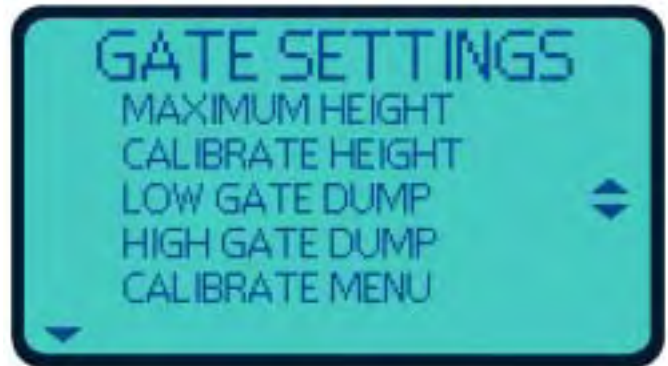 GATE SETTINGS
MAXIMUM HEIGHT
CALIBRATE HEIGHT
LOW GATE DUMP
HIGH GATE DUMP
CALIBRATE MENU